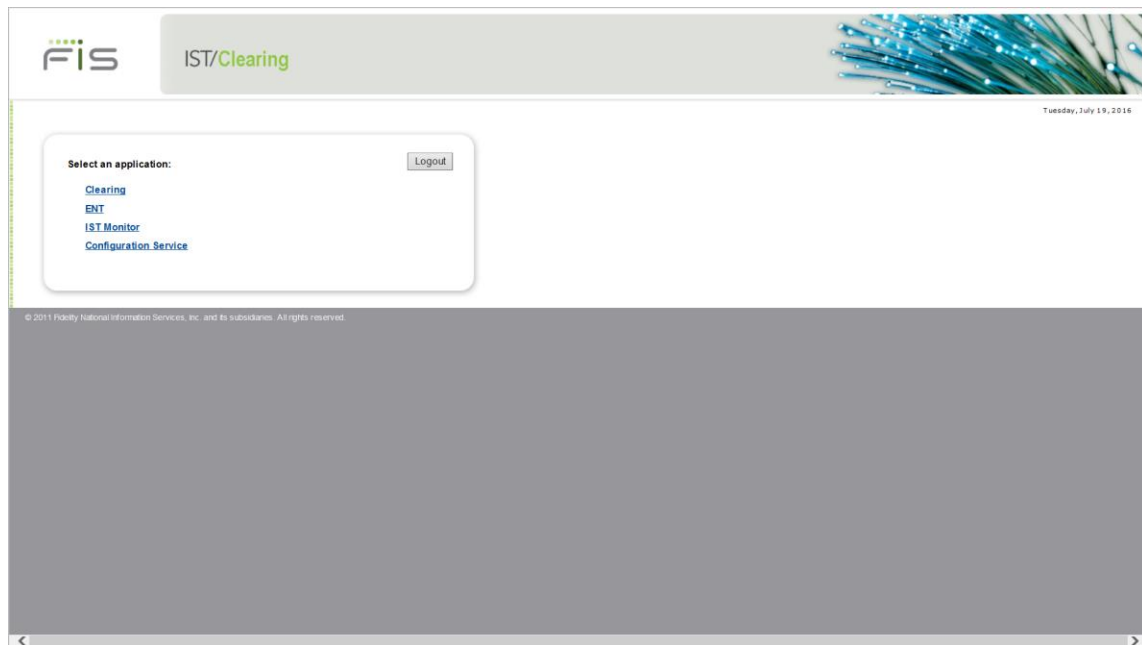 FIS
IST/Clearing
Tuesday, July 19, 2016
Select an application:
Logout
Clearing
ENT
IST Monitor
Configuration Service
© 2011 Fidelity National Information Services, Inc. and its subsidiaries. All rights reserved.